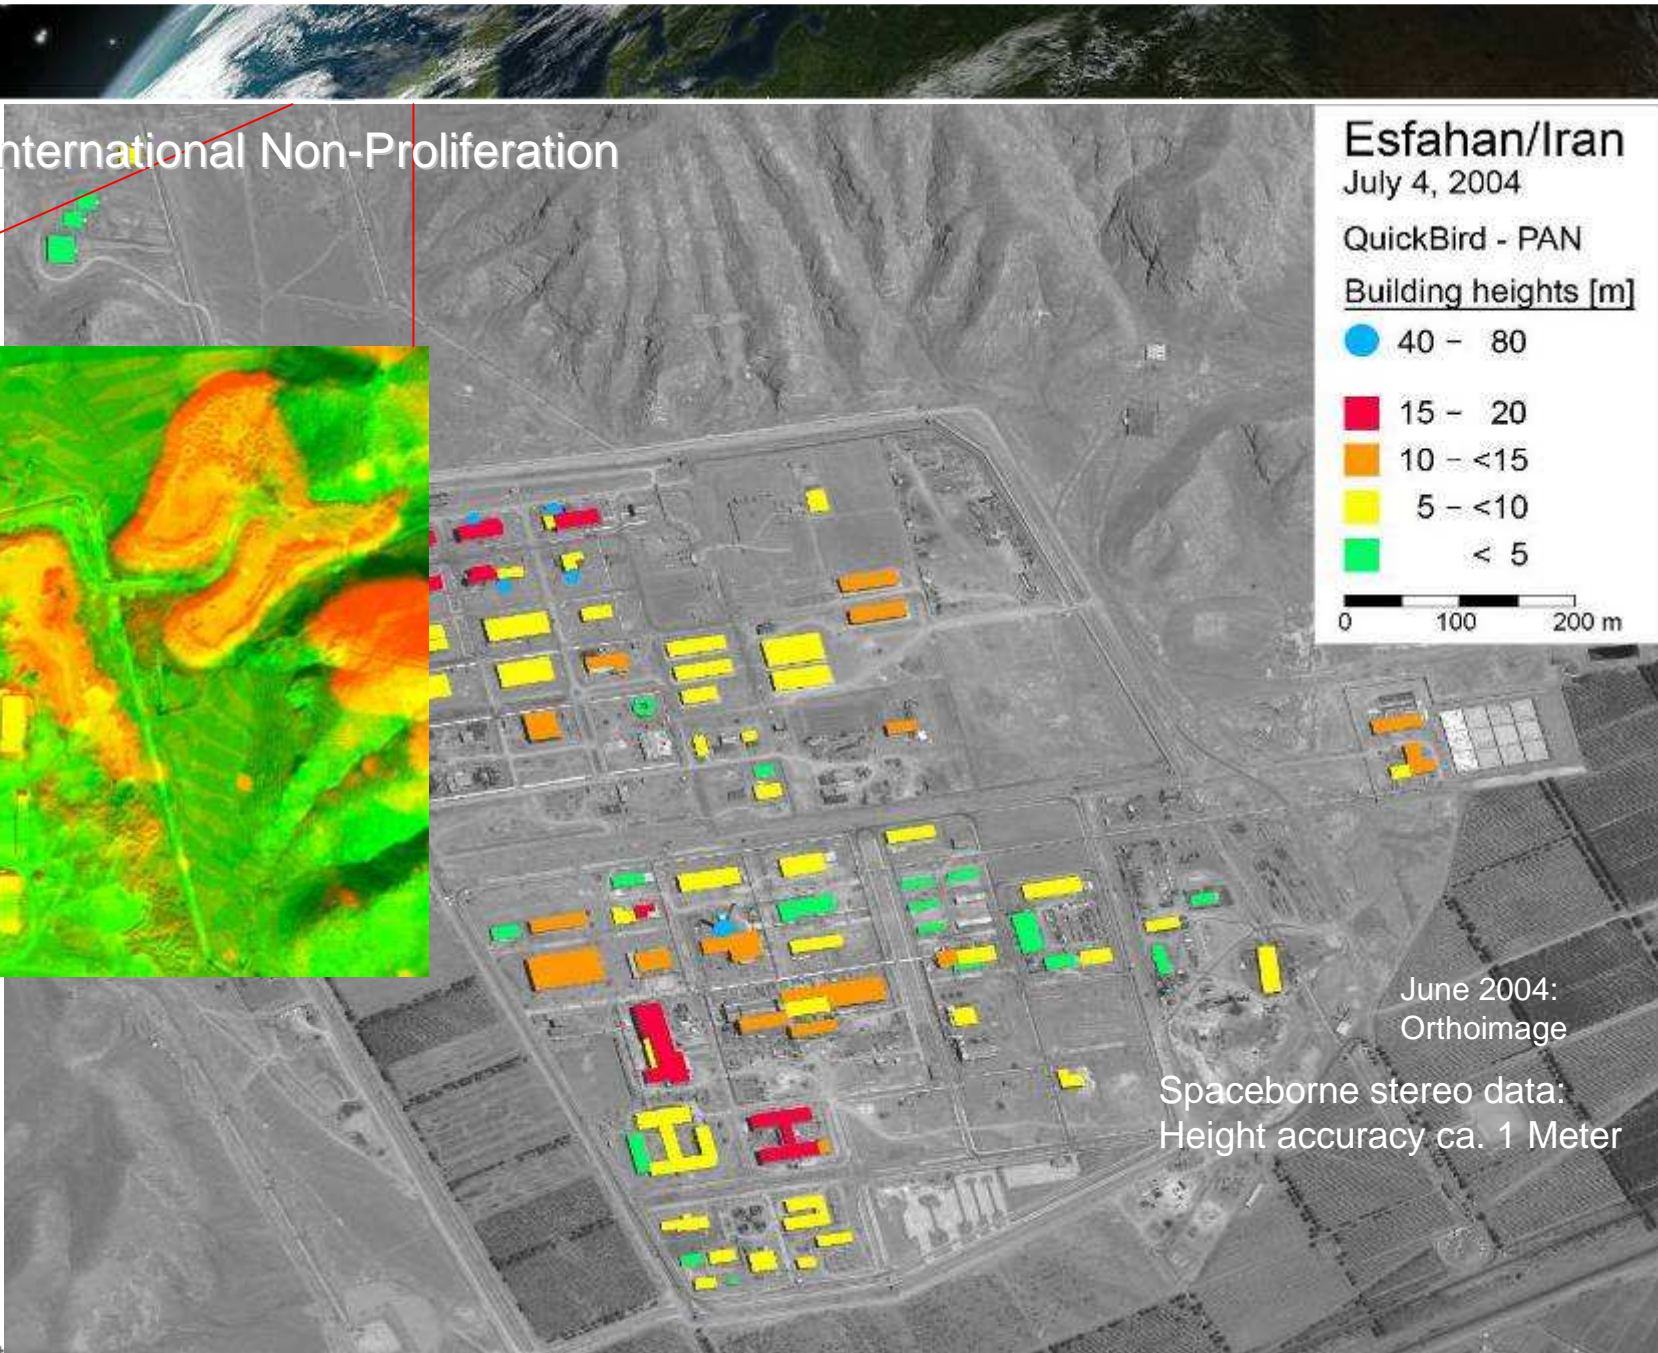 nternational Non-Proliferation
Esfahan/Iran
July 4, 2004
QuickBird - PAN
Building heights [m]
40 - 80
15 - 20
10 - <15
5 - <10
< 5
0 100 200 m
June 2004:
Orthoimage
Spaceborne stereo data:
Height accuracy ca. 1 Meter